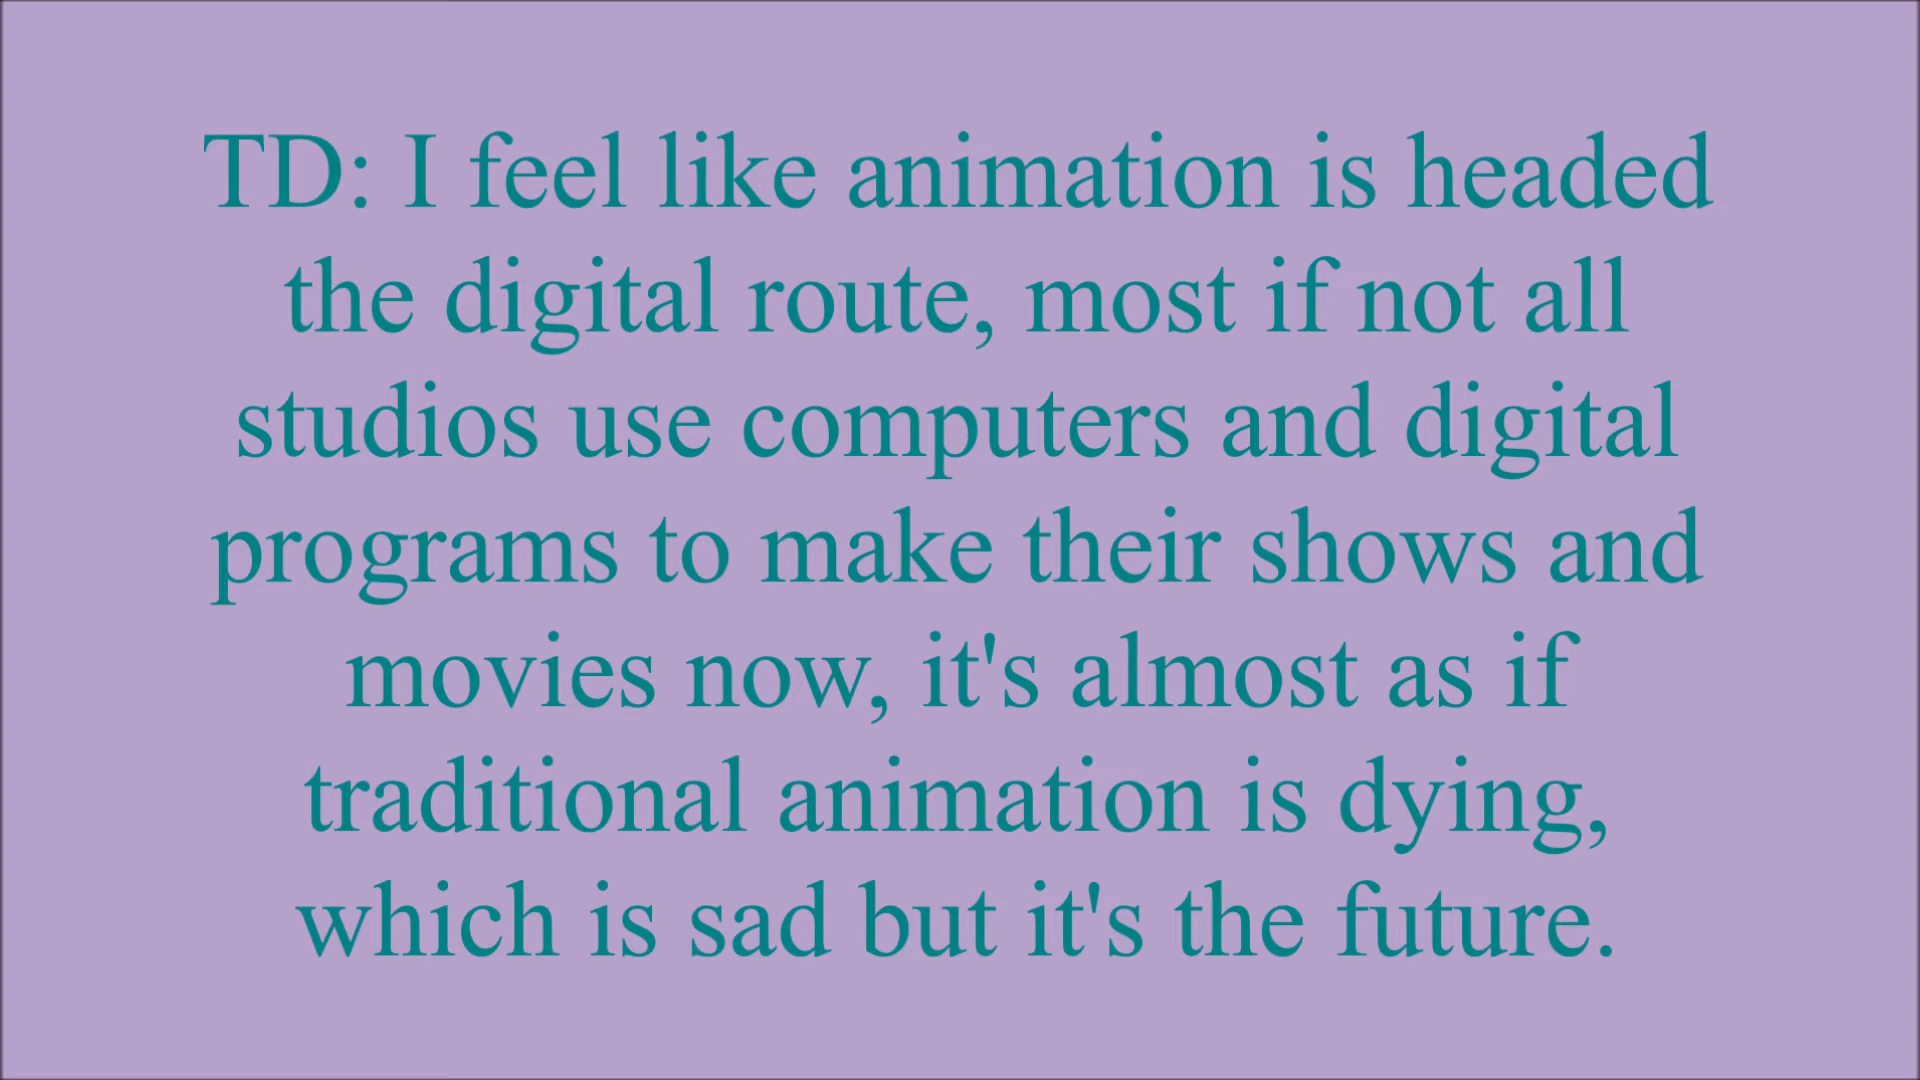 TD: I feel like animation is headed
the digital route, most if not all
studios use computers and digital
programs to make their shows and
movies now, it's almost as if
traditional animation is dying,
which is sad but it's the future.